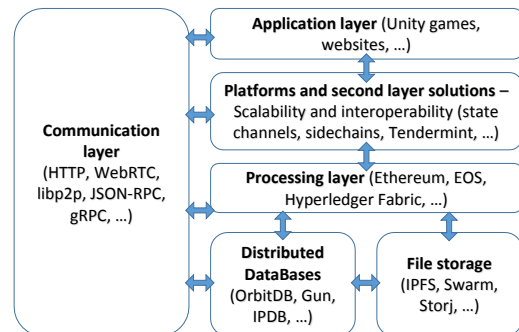 Communication
layer
(HTTP, WebRTC,
libp2p, JSON-RPC,
gRPC, …)
Application layer (Unity games,
websites, …)
Platforms and second layer solutions –
Scalability and interoperability (state
channels, sidechains, Tendermint, …)
Processing layer (Ethereum, EOS,
Hyperledger Fabric, …)
Distributed
DataBases
(OrbitDB, Gun,
IPDB, …)
File storage
(IPFS, Swarm,
Storj, …)